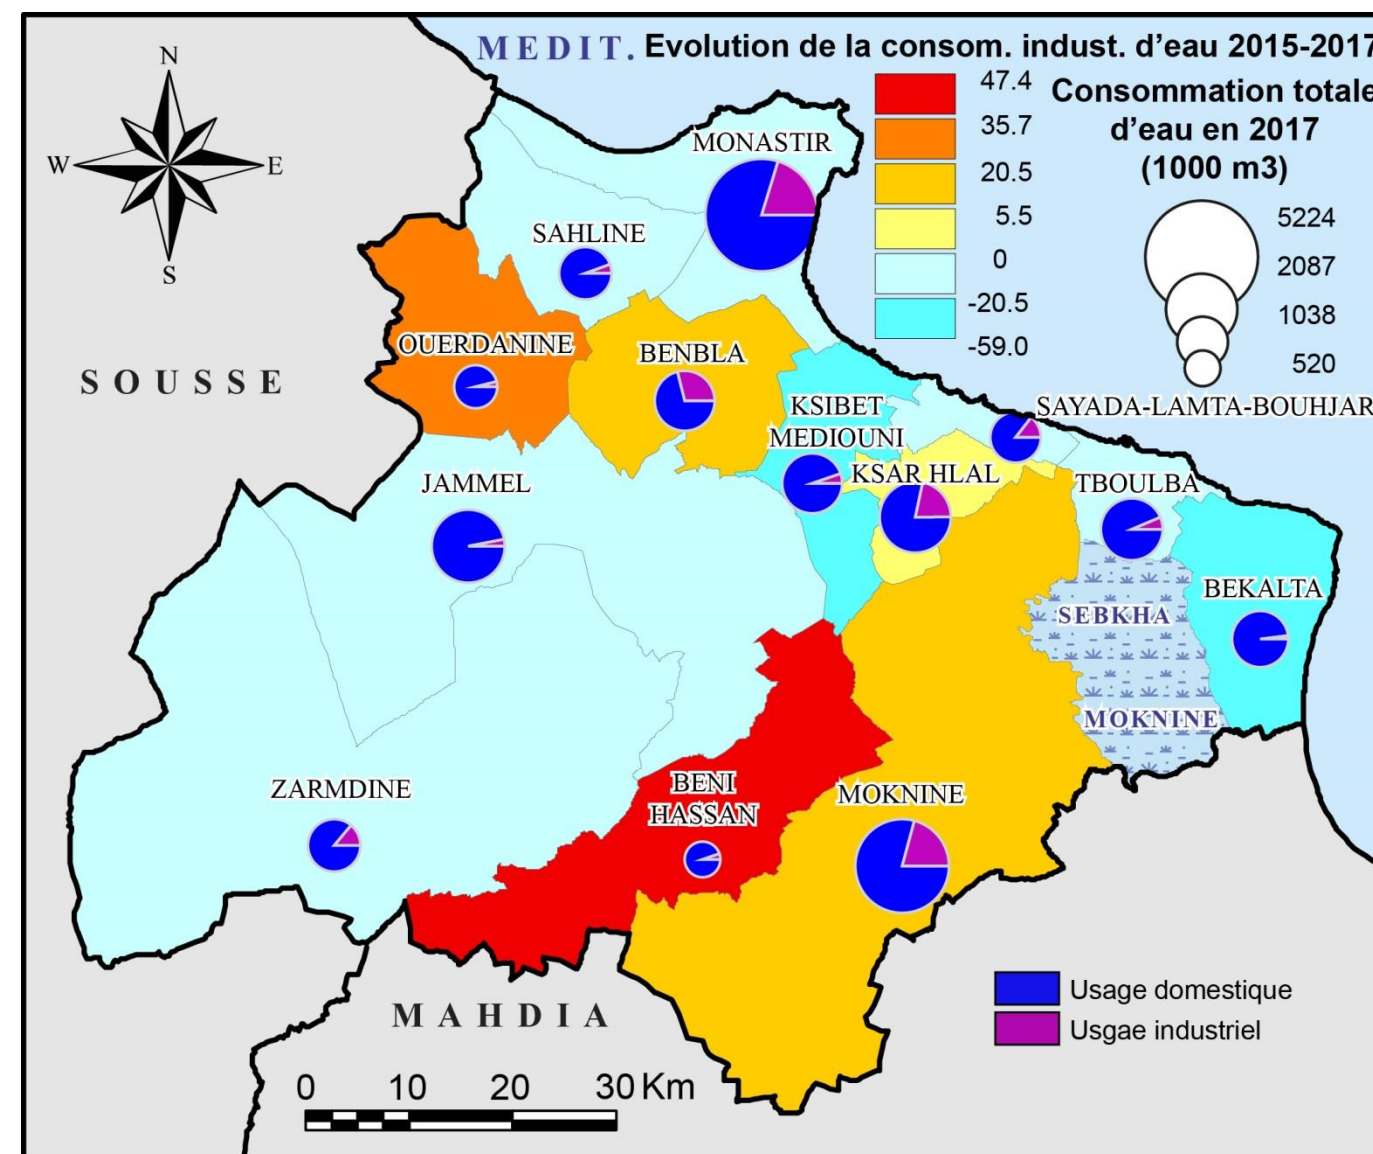 MEDIT. Evolution de la consom. indust. d'eau 2015-2017
47.4
35.7
20.5
5.5
0
-20.5
-59.0
Consommation totale
d'eau en 2017
(1000 m3)
5224
2087
1038
520
N
W
E
S
MONASTIR
SAHLINE
OUERDANINE
BENBLA
SOUSSE
KSIBET
MEDIOUNI
SAYADA-LAMTA-BOUHJAR
KSAR HLAL
JAMMEL
TBOULBA
BEKALTA
SEBKHA
MOKNINE
ZARMDINE
BENI
HASSAN
MOKNINE
MAHDIA
Usage domestique
Usgae industriel
0 10 20 30 Km